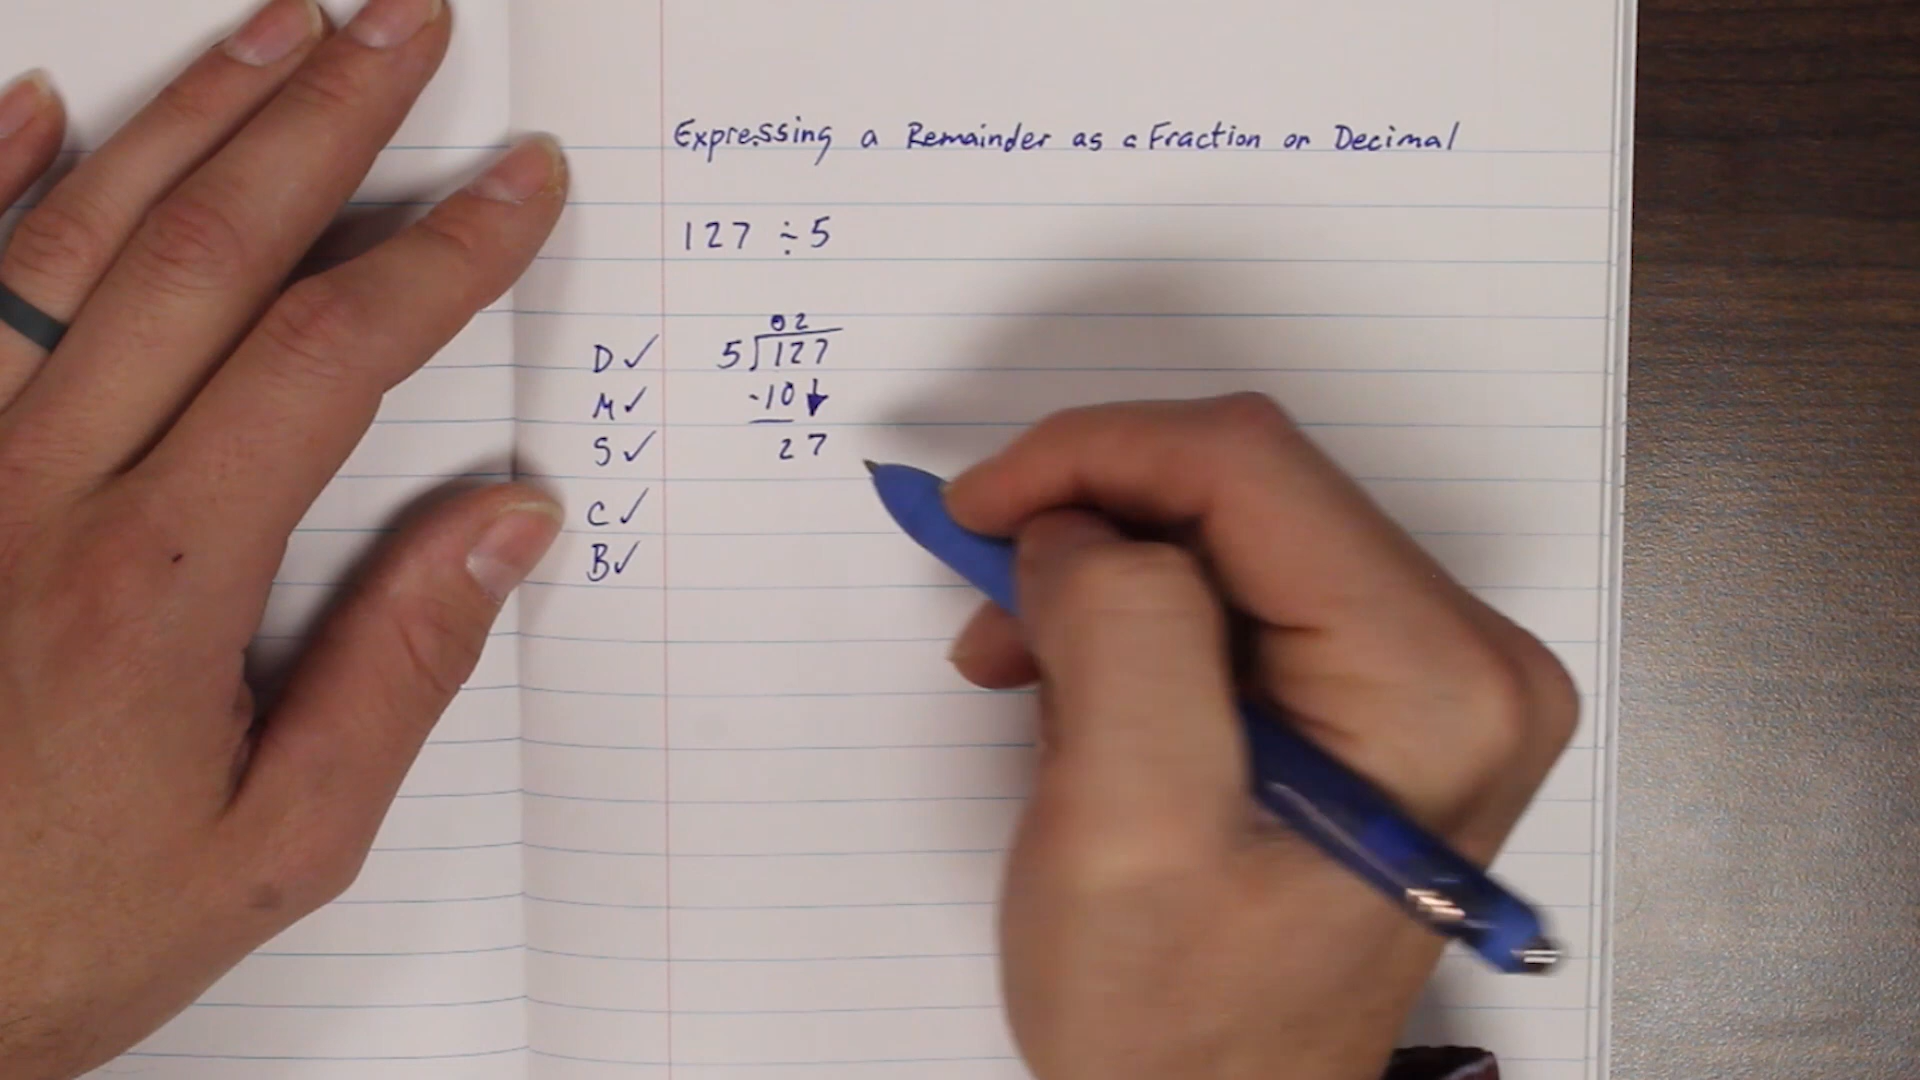 Expressing a Remainder as a Fraction or Decimal
127 ÷ 5
02
D✓ 5)127
M✓ -10↓
S✓ 27
C✓
B✓